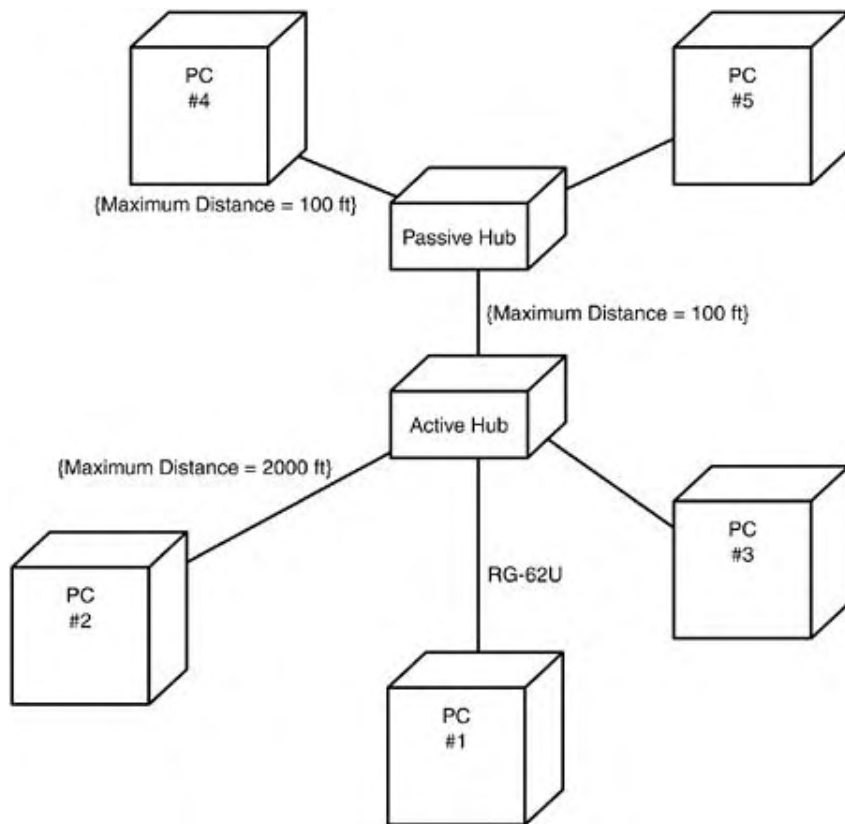 PC
#4
PC
#5
{Maximum Distance = 100 ft}
Passive Hub
{Maximum Distance = 100 ft}
Active Hub
{Maximum Distance = 2000 ft}
PC
#3
RG-62U
PC
#2
PC
#1